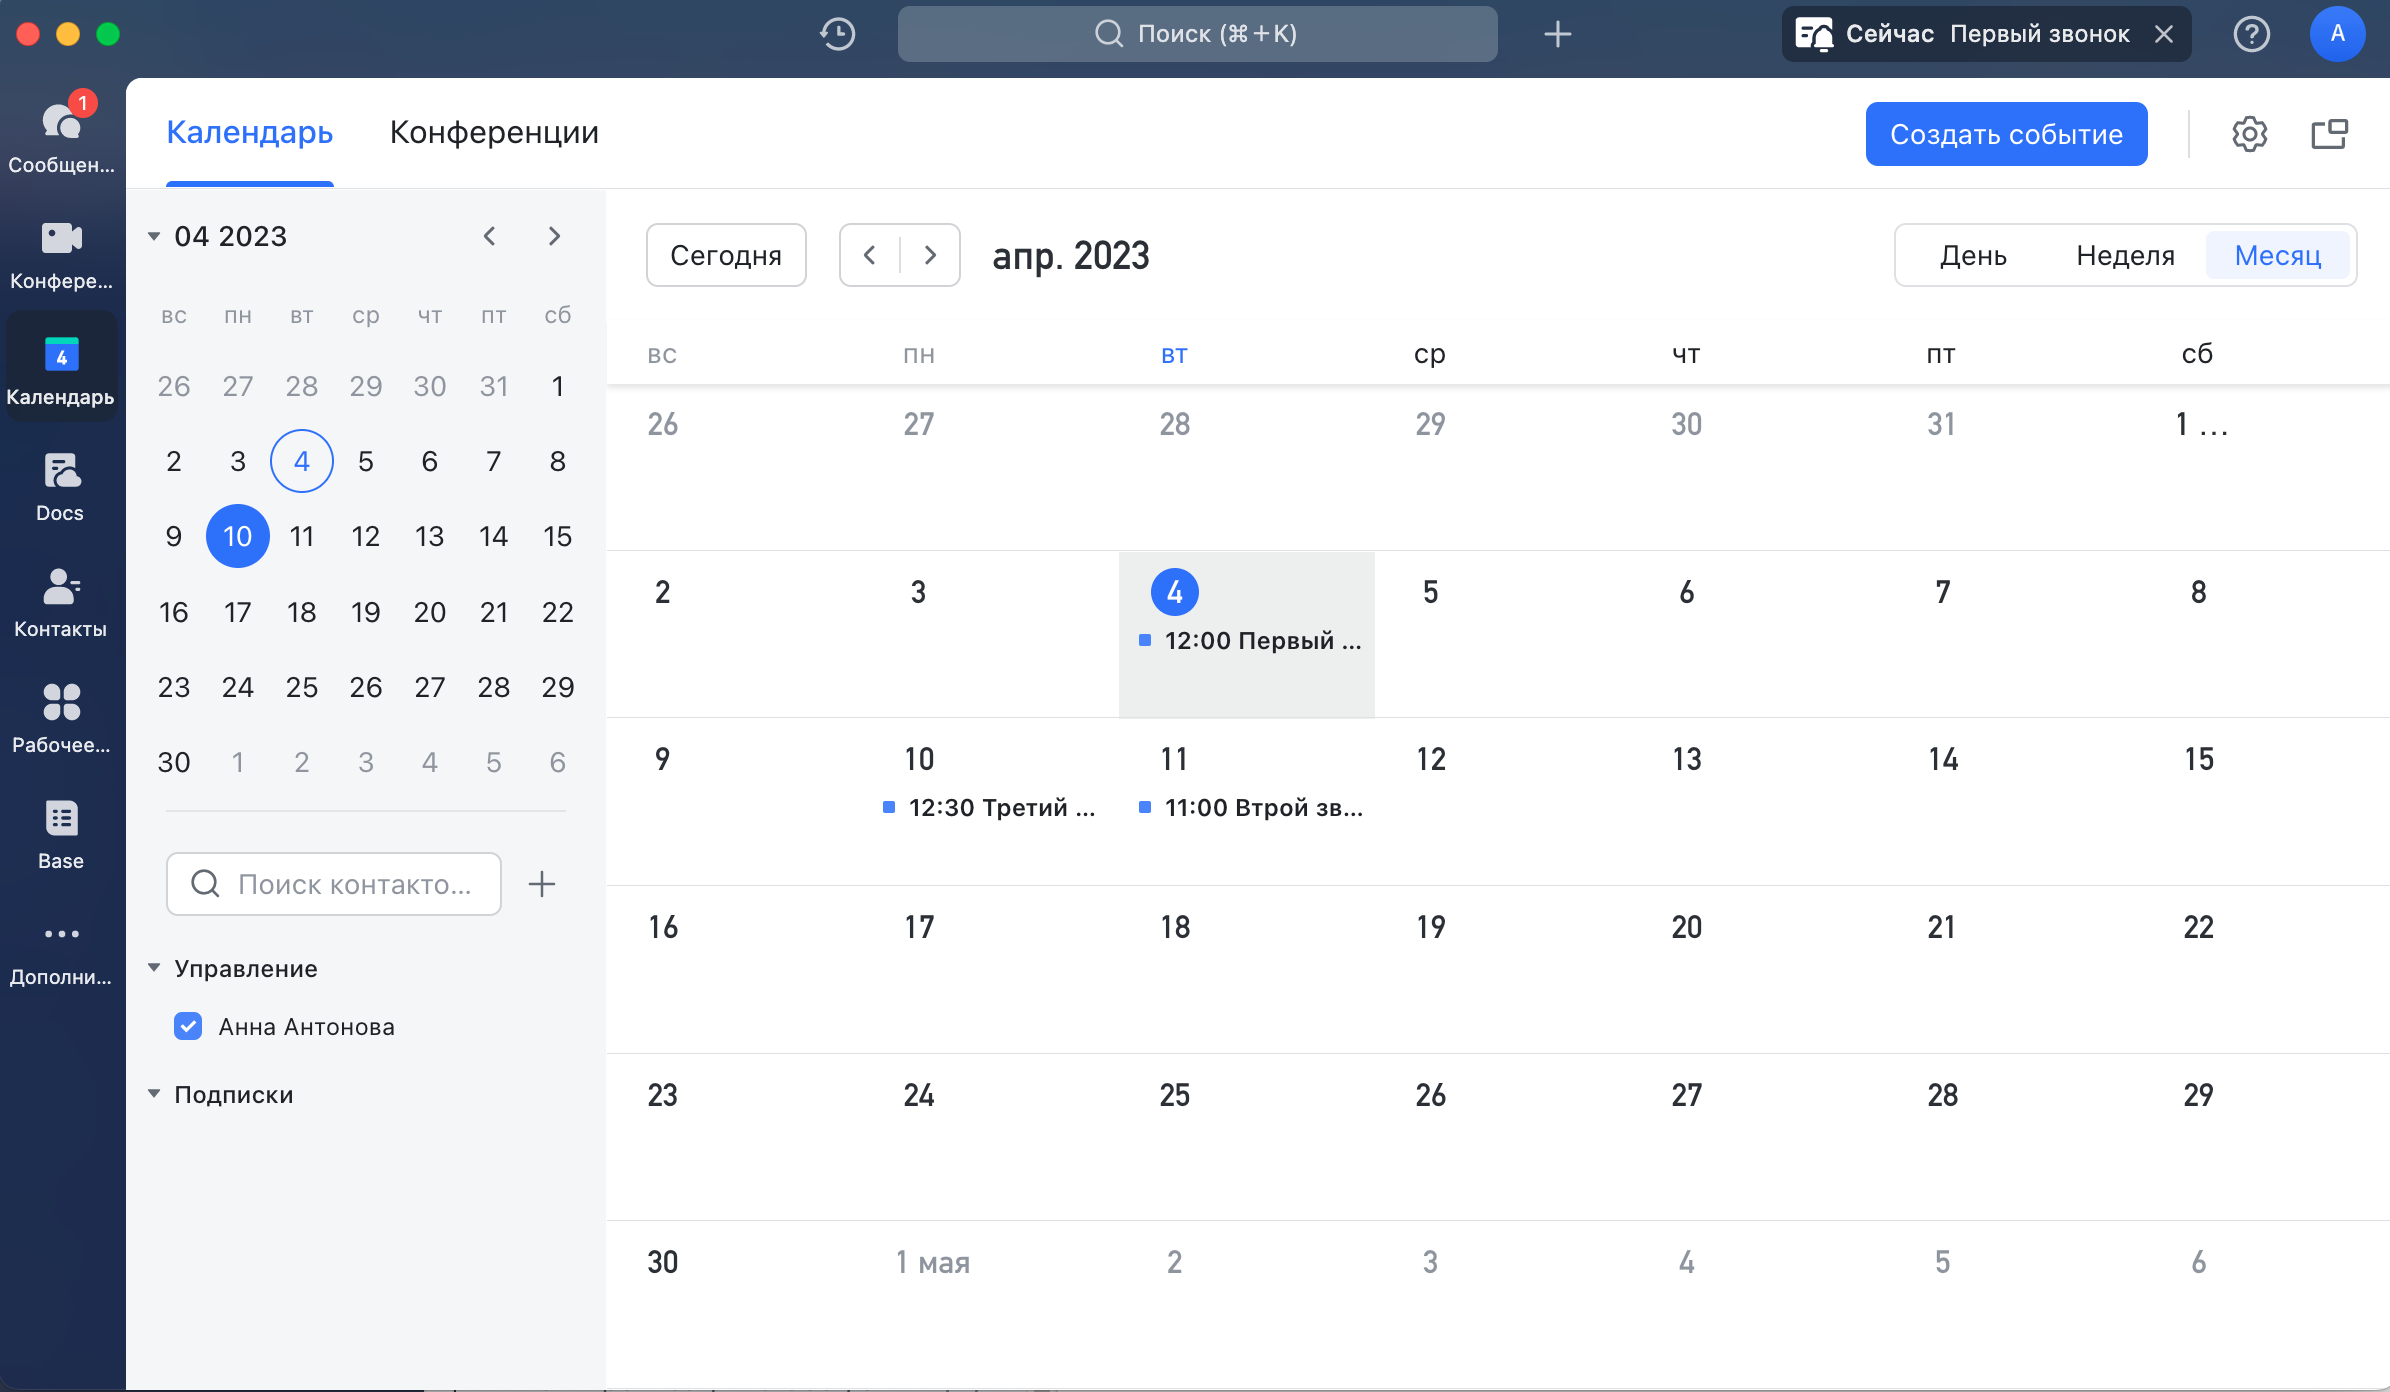 Поиск (⌘+K)
Сейчас Первый звонок
A
1
Сообщен...
Конфере...
4
Календарь
Docs
Контакты
Рабочее...
Base
Дополни...
Календарь Конференции
Создать событие
04 2023
вс пн вт ср чт пт сб
26 27 28 29 30 31 1
2 3 4 5 6 7 8
9 10 11 12 13 14 15
16 17 18 19 20 21 22
23 24 25 26 27 28 29
30 1 2 3 4 5 6
Поиск контакто...
Управление
Анна Антонова
Подписки
Сегодня апр. 2023 День Неделя Месяц
вс пн вт ср чт пт сб
26 27 28 29 30 31 1 ...
2 3 4 5 6 7 8
12:00 Первый ...
9 10 11 12 13 14 15
12:30 Третий ... 11:00 Втрой зв...
16 17 18 19 20 21 22
23 24 25 26 27 28 29
30 1 мая 2 3 4 5 6